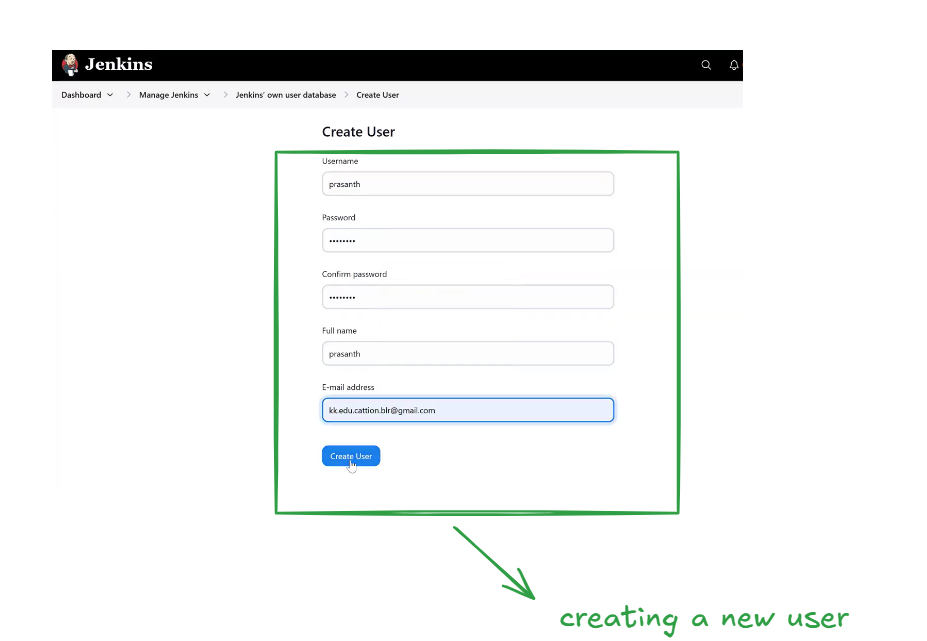 Jenkins
Dashboard Manage Jenkins Jenkins' own user database Create User
Create User
Username
prasanth
Password
••••••••
Confirm password
••••••••
Full name
prasanth
E-mail address
kk.edu.cattion.blr@gmail.com
Create User
creating a new user